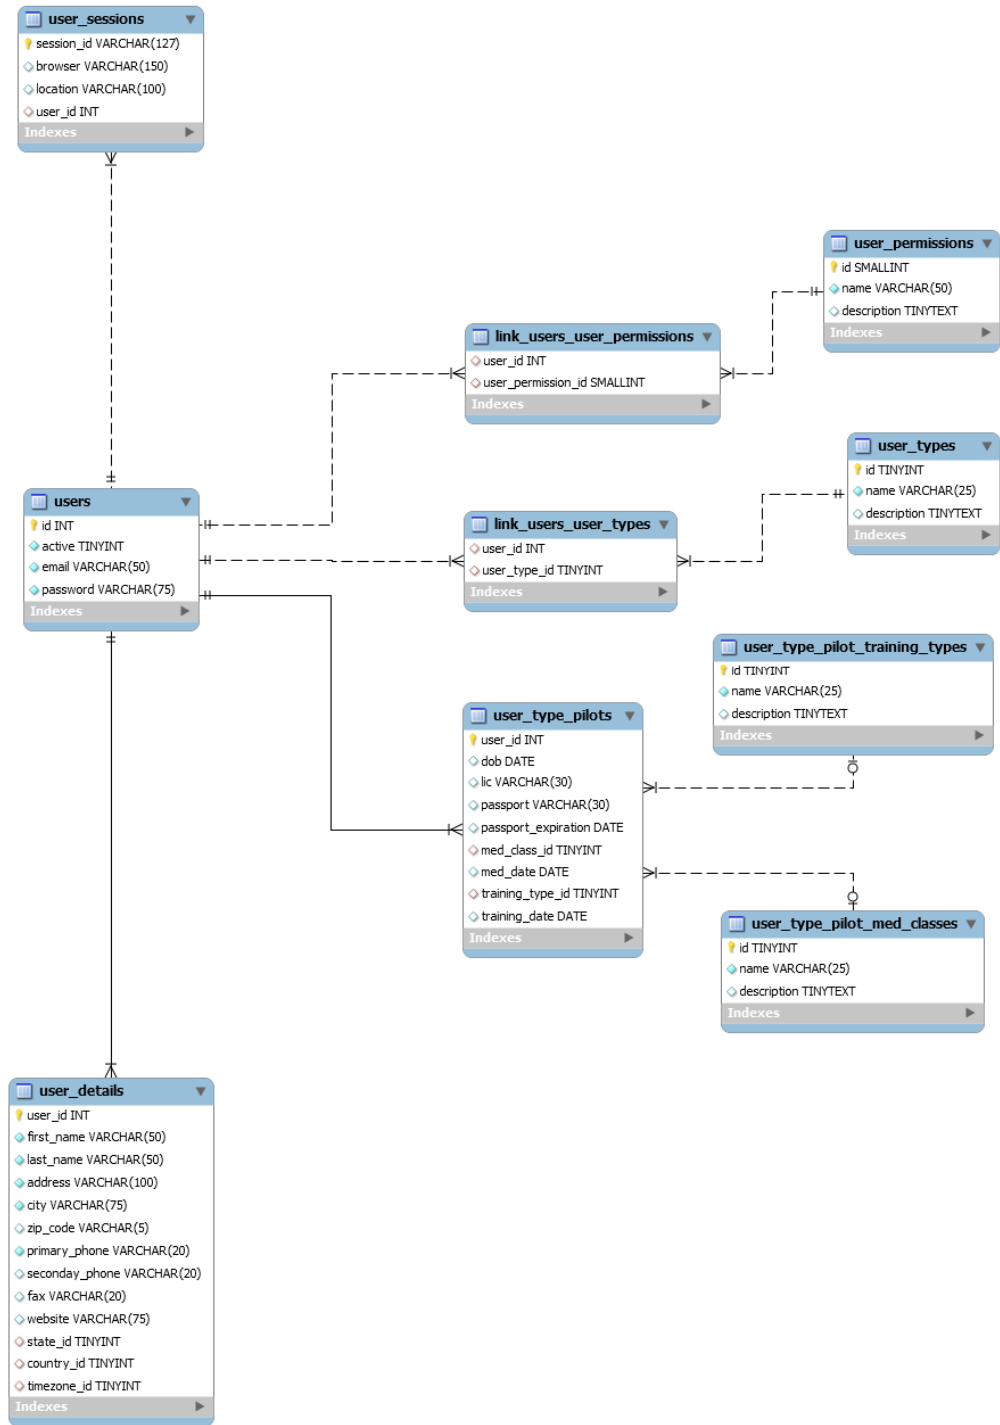 user_sessions
session_id VARCHAR(127)
browser VARCHAR(150)
location VARCHAR(100)
user_id INT
Indexes
user_permissions
id SMALLINT
name VARCHAR(50)
description TINYTEXT
Indexes
link_users_user_permissions
user_id INT
user_permission_id SMALLINT
Indexes
user_types
id TINYINT
name VARCHAR(25)
description TINYTEXT
Indexes
users
id INT
active TINYINT
email VARCHAR(50)
password VARCHAR(75)
Indexes
link_users_user_types
user_id INT
user_type_id TINYINT
Indexes
user_type_pilot_training_types
id TINYINT
name VARCHAR(25)
description TINYTEXT
Indexes
user_type_pilots
user_id INT
dob DATE
lic VARCHAR(30)
passport VARCHAR(30)
passport_expiration DATE
med_class_id TINYINT
med_date DATE
training_type_id TINYINT
training_date DATE
Indexes
user_type_pilot_med_classes
id TINYINT
name VARCHAR(25)
description TINYTEXT
Indexes
user_details
user_id INT
first_name VARCHAR(50)
last_name VARCHAR(50)
address VARCHAR(100)
city VARCHAR(75)
zip_code VARCHAR(5)
primary_phone VARCHAR(20)
seconday_phone VARCHAR(20)
fax VARCHAR(20)
website VARCHAR(75)
state_id TINYINT
country_id TINYINT
timezone_id TINYINT
Indexes